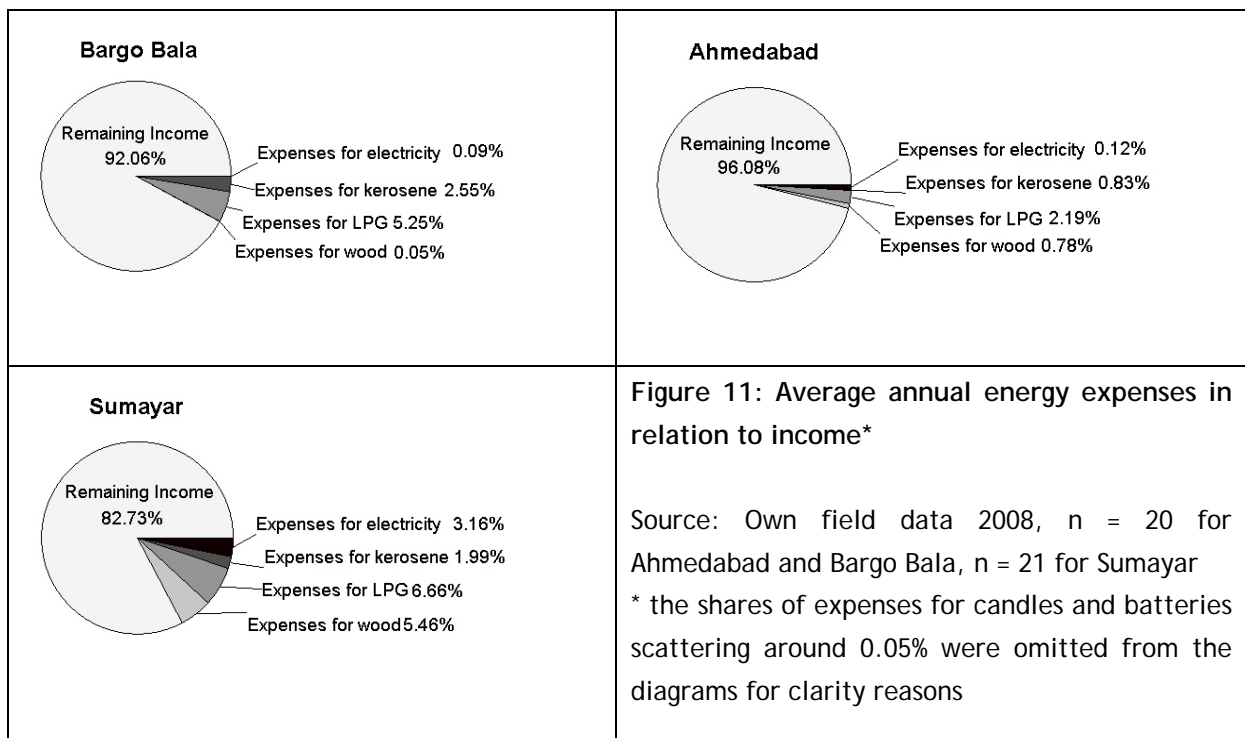 Bargo Bala
Remaining Income
92.06%
Expenses for electricity 0.09%
Expenses for kerosene 2.55%
Expenses for LPG 5.25%
Expenses for wood 0.05%
Ahmedabad
Remaining Income
96.08%
Expenses for electricity 0.12%
Expenses for kerosene 0.83%
Expenses for LPG 2.19%
Expenses for wood 0.78%
Sumayar
Remaining Income
82.73%
Expenses for electricity 3.16%
Expenses for kerosene 1.99%
Expenses for LPG 6.66%
Expenses for wood 5.46%
Figure 11: Average annual energy expenses in
relation to income*
Source: Own field data 2008, n = 20 for
Ahmedabad and Bargo Bala, n = 21 for Sumayar
* the shares of expenses for candles and batteries
scattering around 0.05% were omitted from the
diagrams for clarity reasons